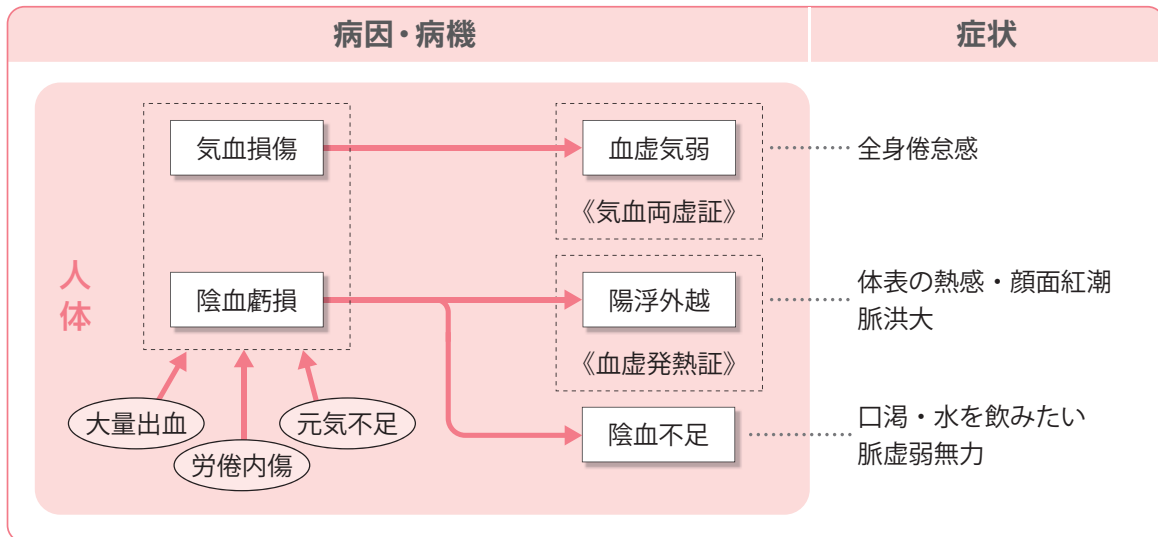 病因・病機
症状
気血損傷
血虚気弱
全身倦怠感
《気血両虚証》
人体
陰血虧損
陽浮外越
体表の熱感・顔面紅潮
脈洪大
《血虚発熱証》
大量出血
労倦内傷
元気不足
陰血不足
口渇・水を飲みたい
脈虚弱無力